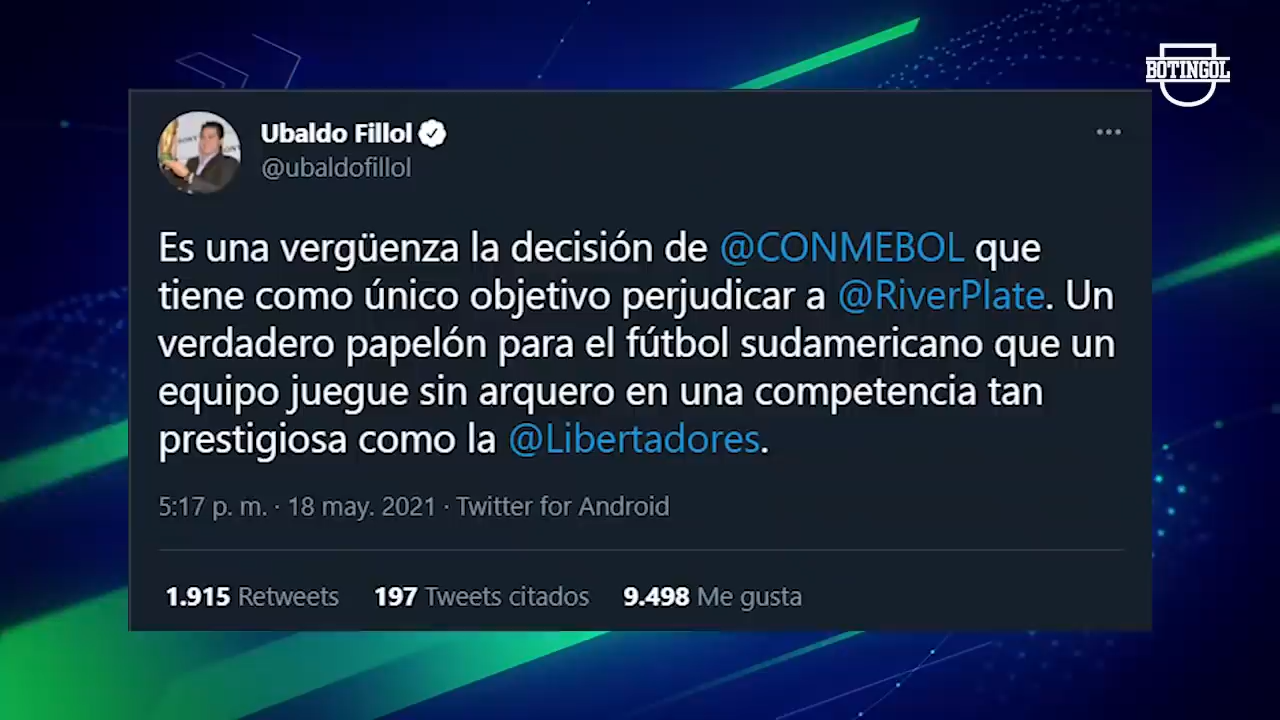 BOTINGOL
Ubaldo Fillol
@ubaldofillol
Es una vergüenza la decisión de @CONMEBOL que
tiene como único objetivo perjudicar a @RiverPlate. Un
verdadero papelón para el fútbol sudamericano que un
equipo juegue sin arquero en una competencia tan
prestigiosa como la @Libertadores.
5:17 p. m. · 18 may. 2021 · Twitter for Android
1.915 Retweets 197 Tweets citados 9.498 Me gusta